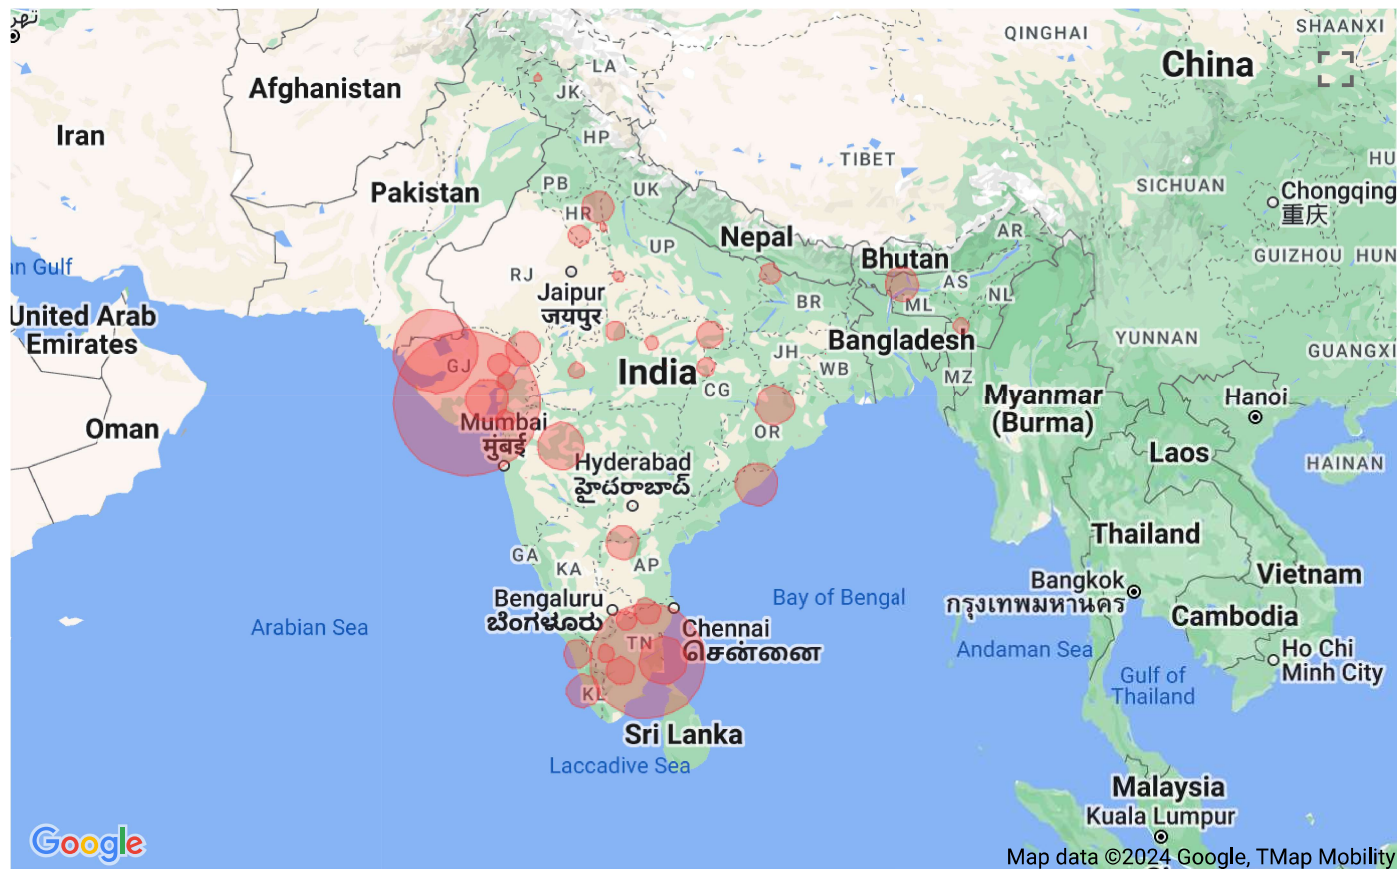 QINGHAI
SHAANXI
China
LA
Afghanistan
JK
Iran
HP
TIBET
HU
Pakistan
PB
UK
SICHUAN
Chongqing
重庆
HR
UP
Nepal
AR
Bhutan
GUIZHOU
HUN
an Gulf
RJ
AS
NL
Jaipur
जयपुर
BR
ML
United Arab
Emirates
Bangladesh
YUNNAN
GUANGXI
JH
WB
GJ
India
CG
MZ
Myanmar
(Burma)
Hanoi
Oman
Mumbai
मुंबई
OR
Laos
HAINAN
Hyderabad
హైదరాబాద్
Thailand
GA
KA
AP
Vietnam
Bangkok
กรุงเทพมหานคร
Bengaluru
ಬೆಂಗಳೂರು
Bay of Bengal
Cambodia
Arabian Sea
TN
Chennai
சென்னை
Andaman Sea
Ho Chi
Minh City
Gulf of
Thailand
KL
Sri Lanka
Laccadive Sea
Malaysia
Kuala Lumpur
Google
Map data ©2024 Google, TMap Mobility